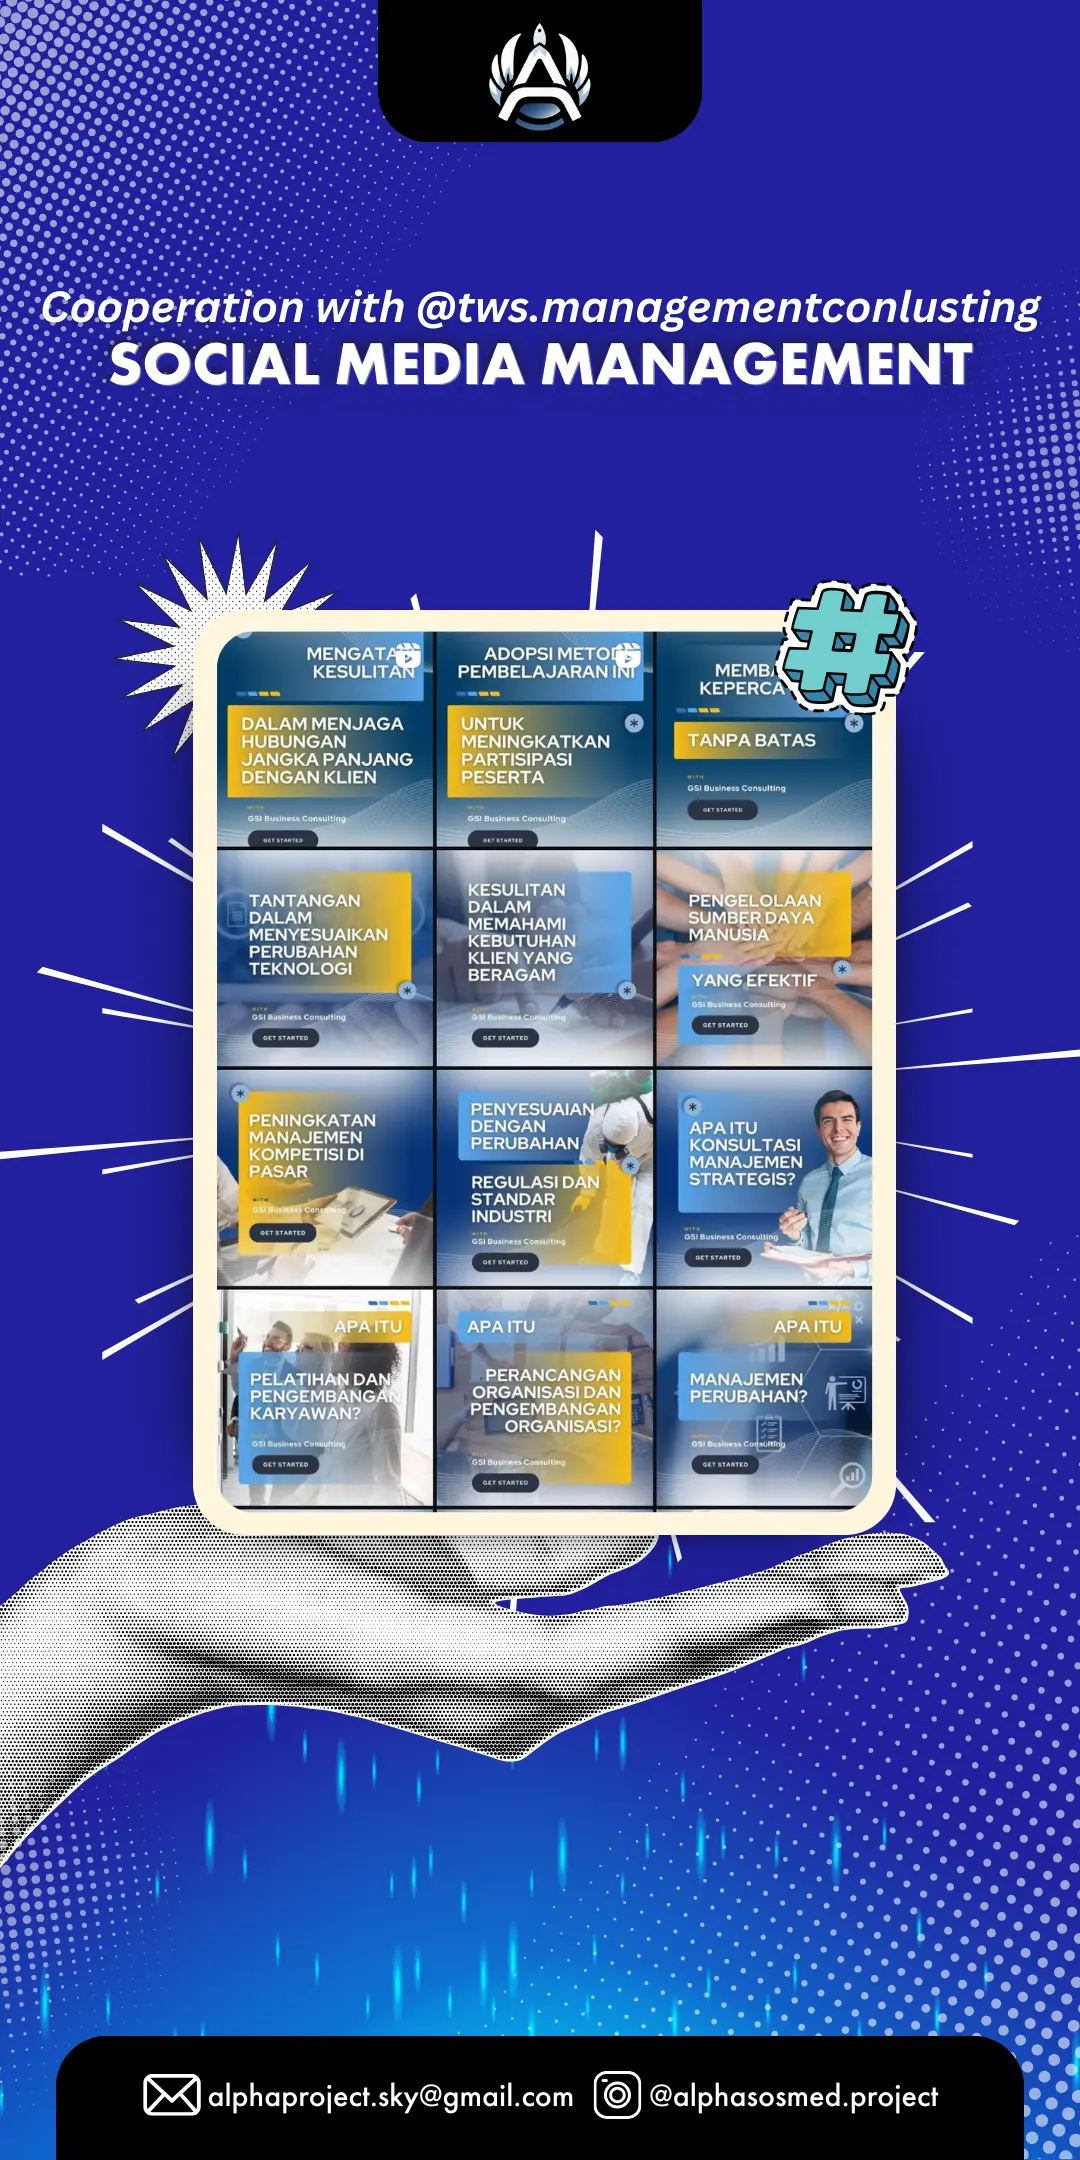 Cooperation with @tws.managementconlusting
SOCIAL MEDIA MANAGEMENT
KESULITAN
DALAM MENJAGA
HUBUNGAN
JANGKA PANJANG
DENGAN KLIEN
WITH
GSI Business Consulting
GET STARTED
ADOPSI
PEMBELAJARAN INI
UNTUK
MENINGKATKAN
PARTISIPASI
PESERTA
WITH
GSI Business Consulting
GET STARTED
TANPA BATAS
WITH
GSI Business Consulting
GET STARTED
TANTANGAN
DALAM
MENYESUAIKAN
PERUBAHAN
TEKNOLOGI
WITH
GSI Business Consulting
GET STARTED
KESULITAN
DALAM
MEMAHAMI
KEBUTUHAN
KLIEN YANG
BERAGAM
WITH
GSI Business Consulting
GET STARTED
PENGELOLAAN
SUMBER DAYA
MANUSIA
YANG EFEKTIF
GSI Business Consulting
GET STARTED
PENINGKATAN
MANAJEMEN
KOMPETISI DI
PASAR
WITH
GSI Business Consulting
GET STARTED
PENYESUAIAN
DENGAN
PERUBAHAN
REGULASI DAN
STANDAR
INDUSTRI
WITH
GSI Business Consulting
GET STARTED
APA ITU
KONSULTASI
MANAJEMEN
STRATEGIS?
WITH
GSI Business Consulting
GET STARTED
APA ITU
PELATIHAN DAN
PENGEMBANGAN
KARYAWAN?
WITH
GSI Business Consulting
GET STARTED
APA ITU
PERANCANGAN
ORGANISASI DAN
PENGEMBANGAN
ORGANISASI?
WITH
GSI Business Consulting
GET STARTED
APA ITU
MANAJEMEN
PERUBAHAN?
WITH
GSI Business Consulting
GET STARTED
alphaproject.sky@gmail.com @alphasosmed.project